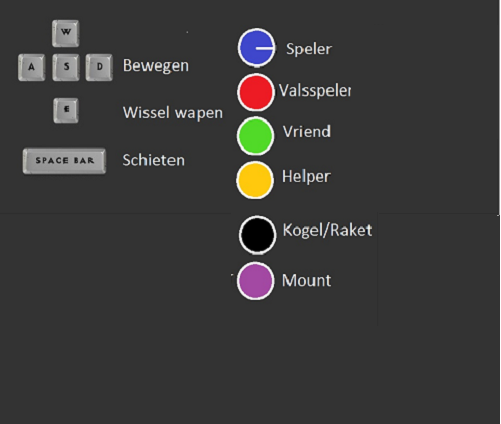 W
A S D Bewegen
E
Wissel wapen
SPACE BAR Schieten
Speler
Valsspeler
Vriend
Helper
Kogel/Raket
Mount